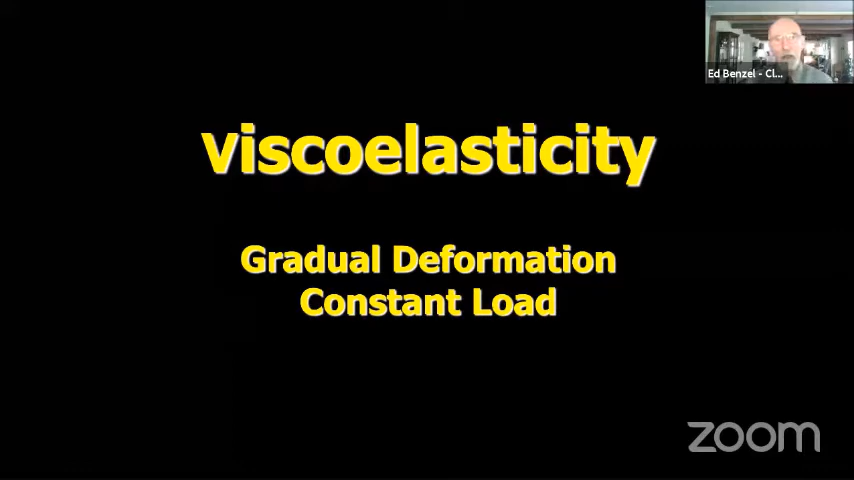 Ed Benzel - Cl...
viscoelasticity
Gradual Deformation
Constant Load
zoom